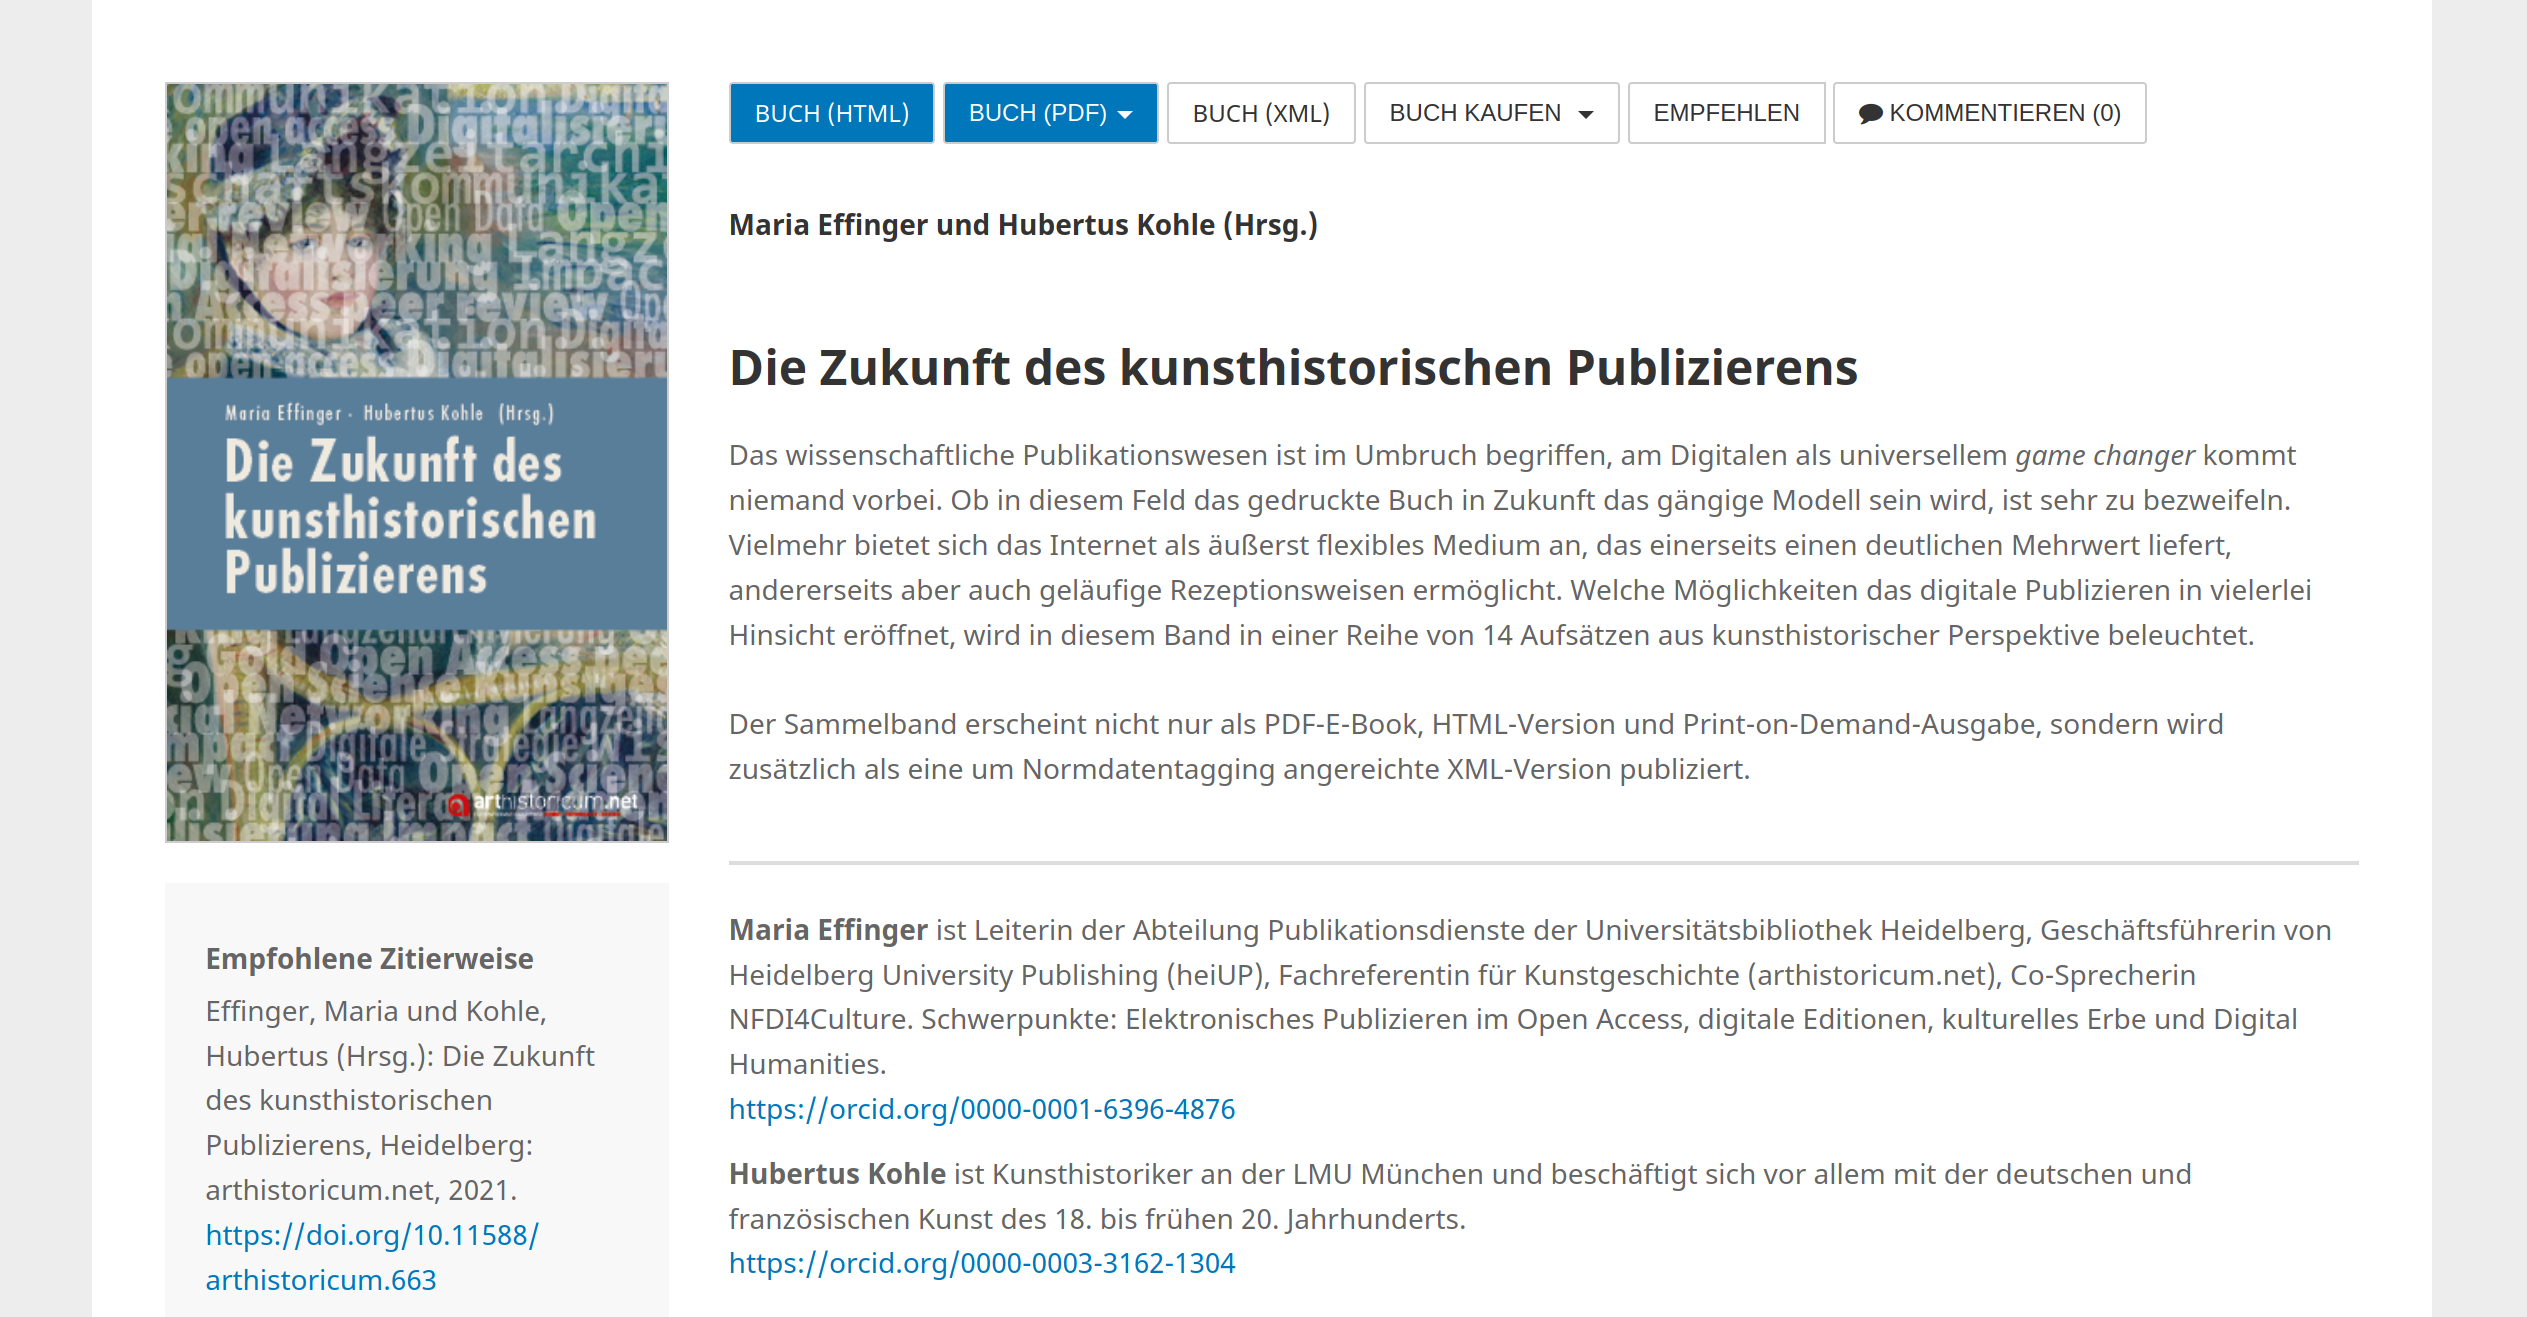 BUCH (HTML)
BUCH (PDF)
BUCH (XML)
BUCH KAUFEN
EMPFEHLEN
KOMMENTIEREN (0)
Maria Effinger - Hubertus Kohle (Hrsg.)
Die Zukunft des
kunsthistorischen
Publizierens
arthistoricum.net
Maria Effinger und Hubertus Kohle (Hrsg.)
Die Zukunft des kunsthistorischen Publizierens
Das wissenschaftliche Publikationswesen ist im Umbruch begriffen, am Digitalen als universellem game changer kommt
niemand vorbei. Ob in diesem Feld das gedruckte Buch in Zukunft das gängige Modell sein wird, ist sehr zu bezweifeln.
Vielmehr bietet sich das Internet als äußerst flexibles Medium an, das einerseits einen deutlichen Mehrwert liefert,
andererseits aber auch geläufige Rezeptionsweisen ermöglicht. Welche Möglichkeiten das digitale Publizieren in vielerlei
Hinsicht eröffnet, wird in diesem Band in einer Reihe von 14 Aufsätzen aus kunsthistorischer Perspektive beleuchtet.
Der Sammelband erscheint nicht nur als PDF-E-Book, HTML-Version und Print-on-Demand-Ausgabe, sondern wird
zusätzlich als eine um Normdatentagging angereichte XML-Version publiziert.
Maria Effinger ist Leiterin der Abteilung Publikationsdienste der Universitätsbibliothek Heidelberg, Geschäftsführerin von
Heidelberg University Publishing (heiUP), Fachreferentin für Kunstgeschichte (arthistoricum.net), Co-Sprecherin
NFDI4Culture. Schwerpunkte: Elektronisches Publizieren im Open Access, digitale Editionen, kulturelles Erbe und Digital
Humanities.
https://orcid.org/0000-0001-6396-4876
Hubertus Kohle ist Kunsthistoriker an der LMU München und beschäftigt sich vor allem mit der deutschen und
französischen Kunst des 18. bis frühen 20. Jahrhunderts.
https://orcid.org/0000-0003-3162-1304
Empfohlene Zitierweise
Effinger, Maria und Kohle,
Hubertus (Hrsg.): Die Zukunft
des kunsthistorischen
Publizierens, Heidelberg:
arthistoricum.net, 2021.
https://doi.org/10.11588/
arthistoricum.663